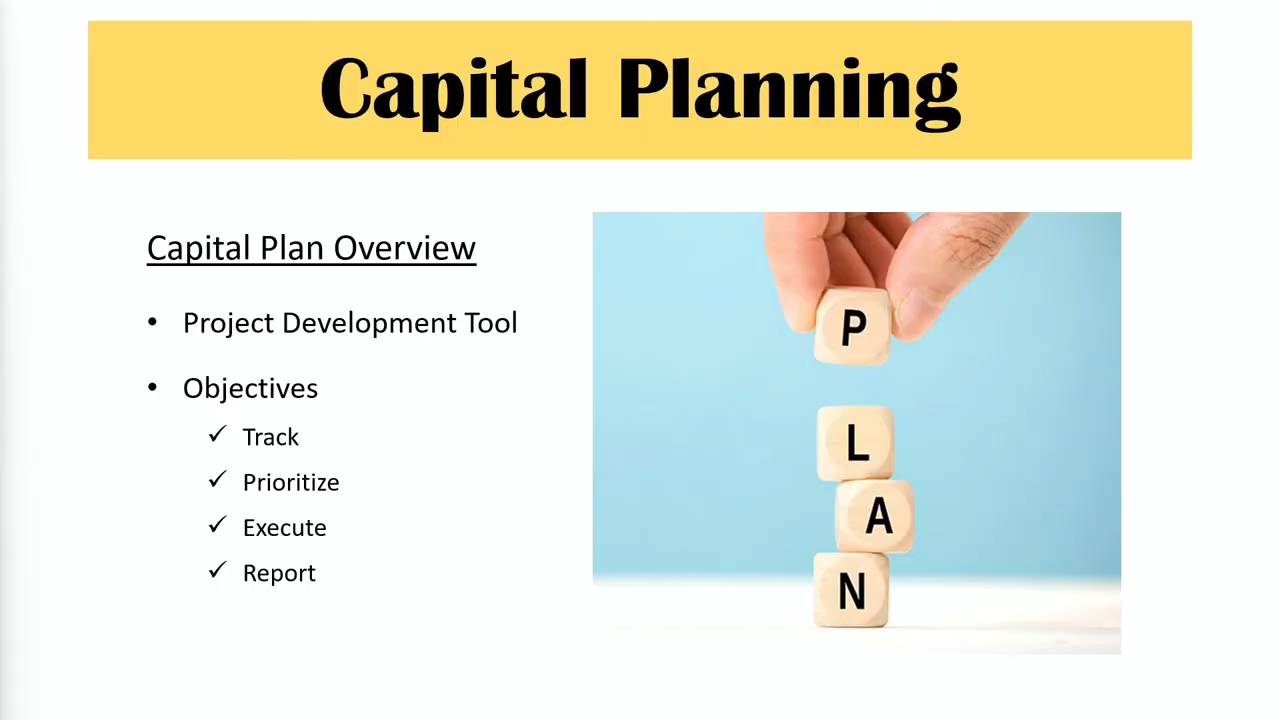 Capital Planning
Capital Plan Overview
• Project Development Tool
• Objectives
✓ Track
✓ Prioritize
✓ Execute
✓ Report
P
L
A
N